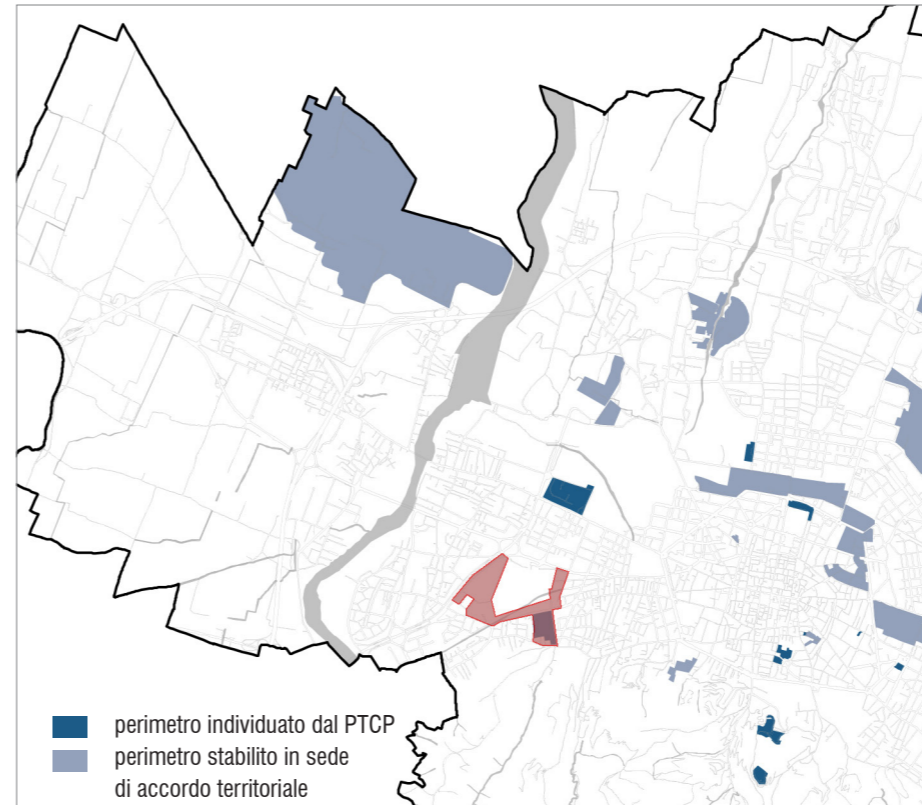 perimetro individuato dal PTCP
perimetro stabilito in sede
di accordo territoriale